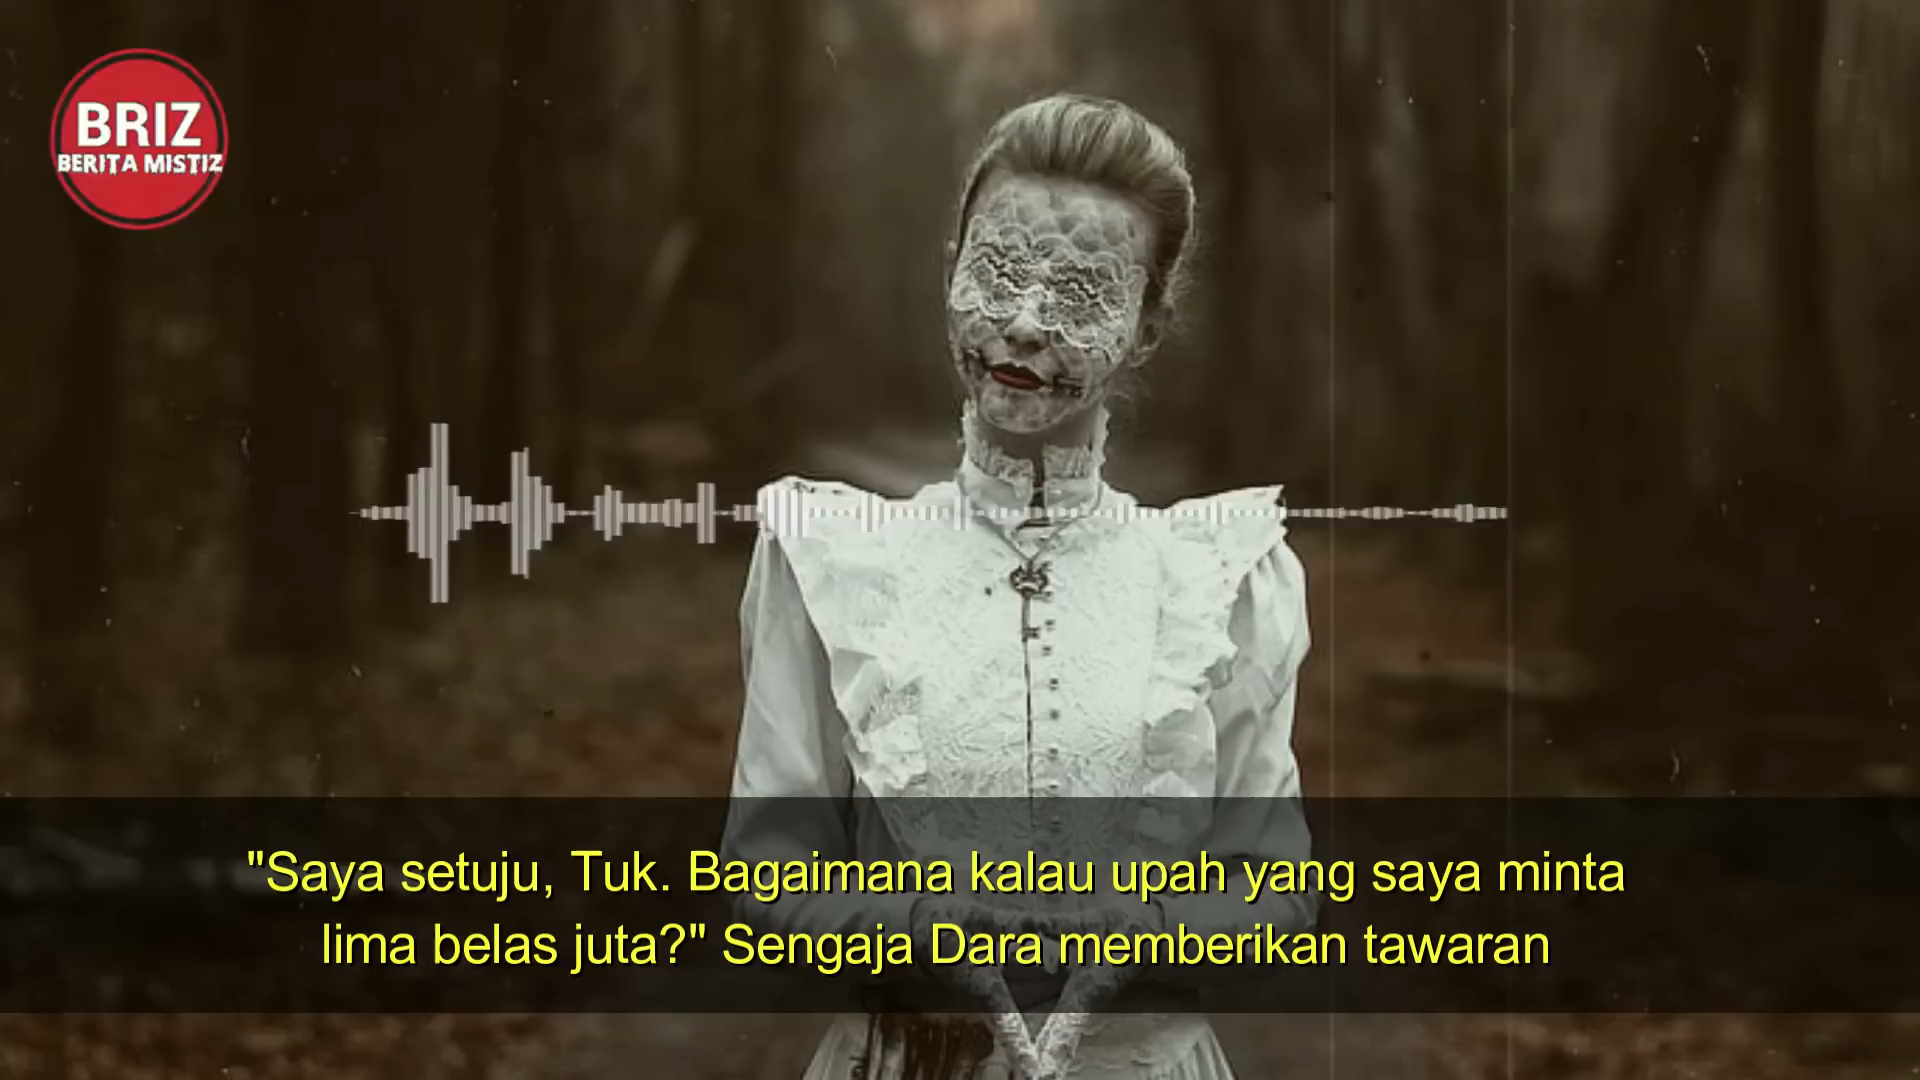 BRIZ
BERITA MISTIZ
"Saya setuju, Tuk. Bagaimana kalau upah yang saya minta
lima belas juta?" Sengaja Dara memberikan tawaran